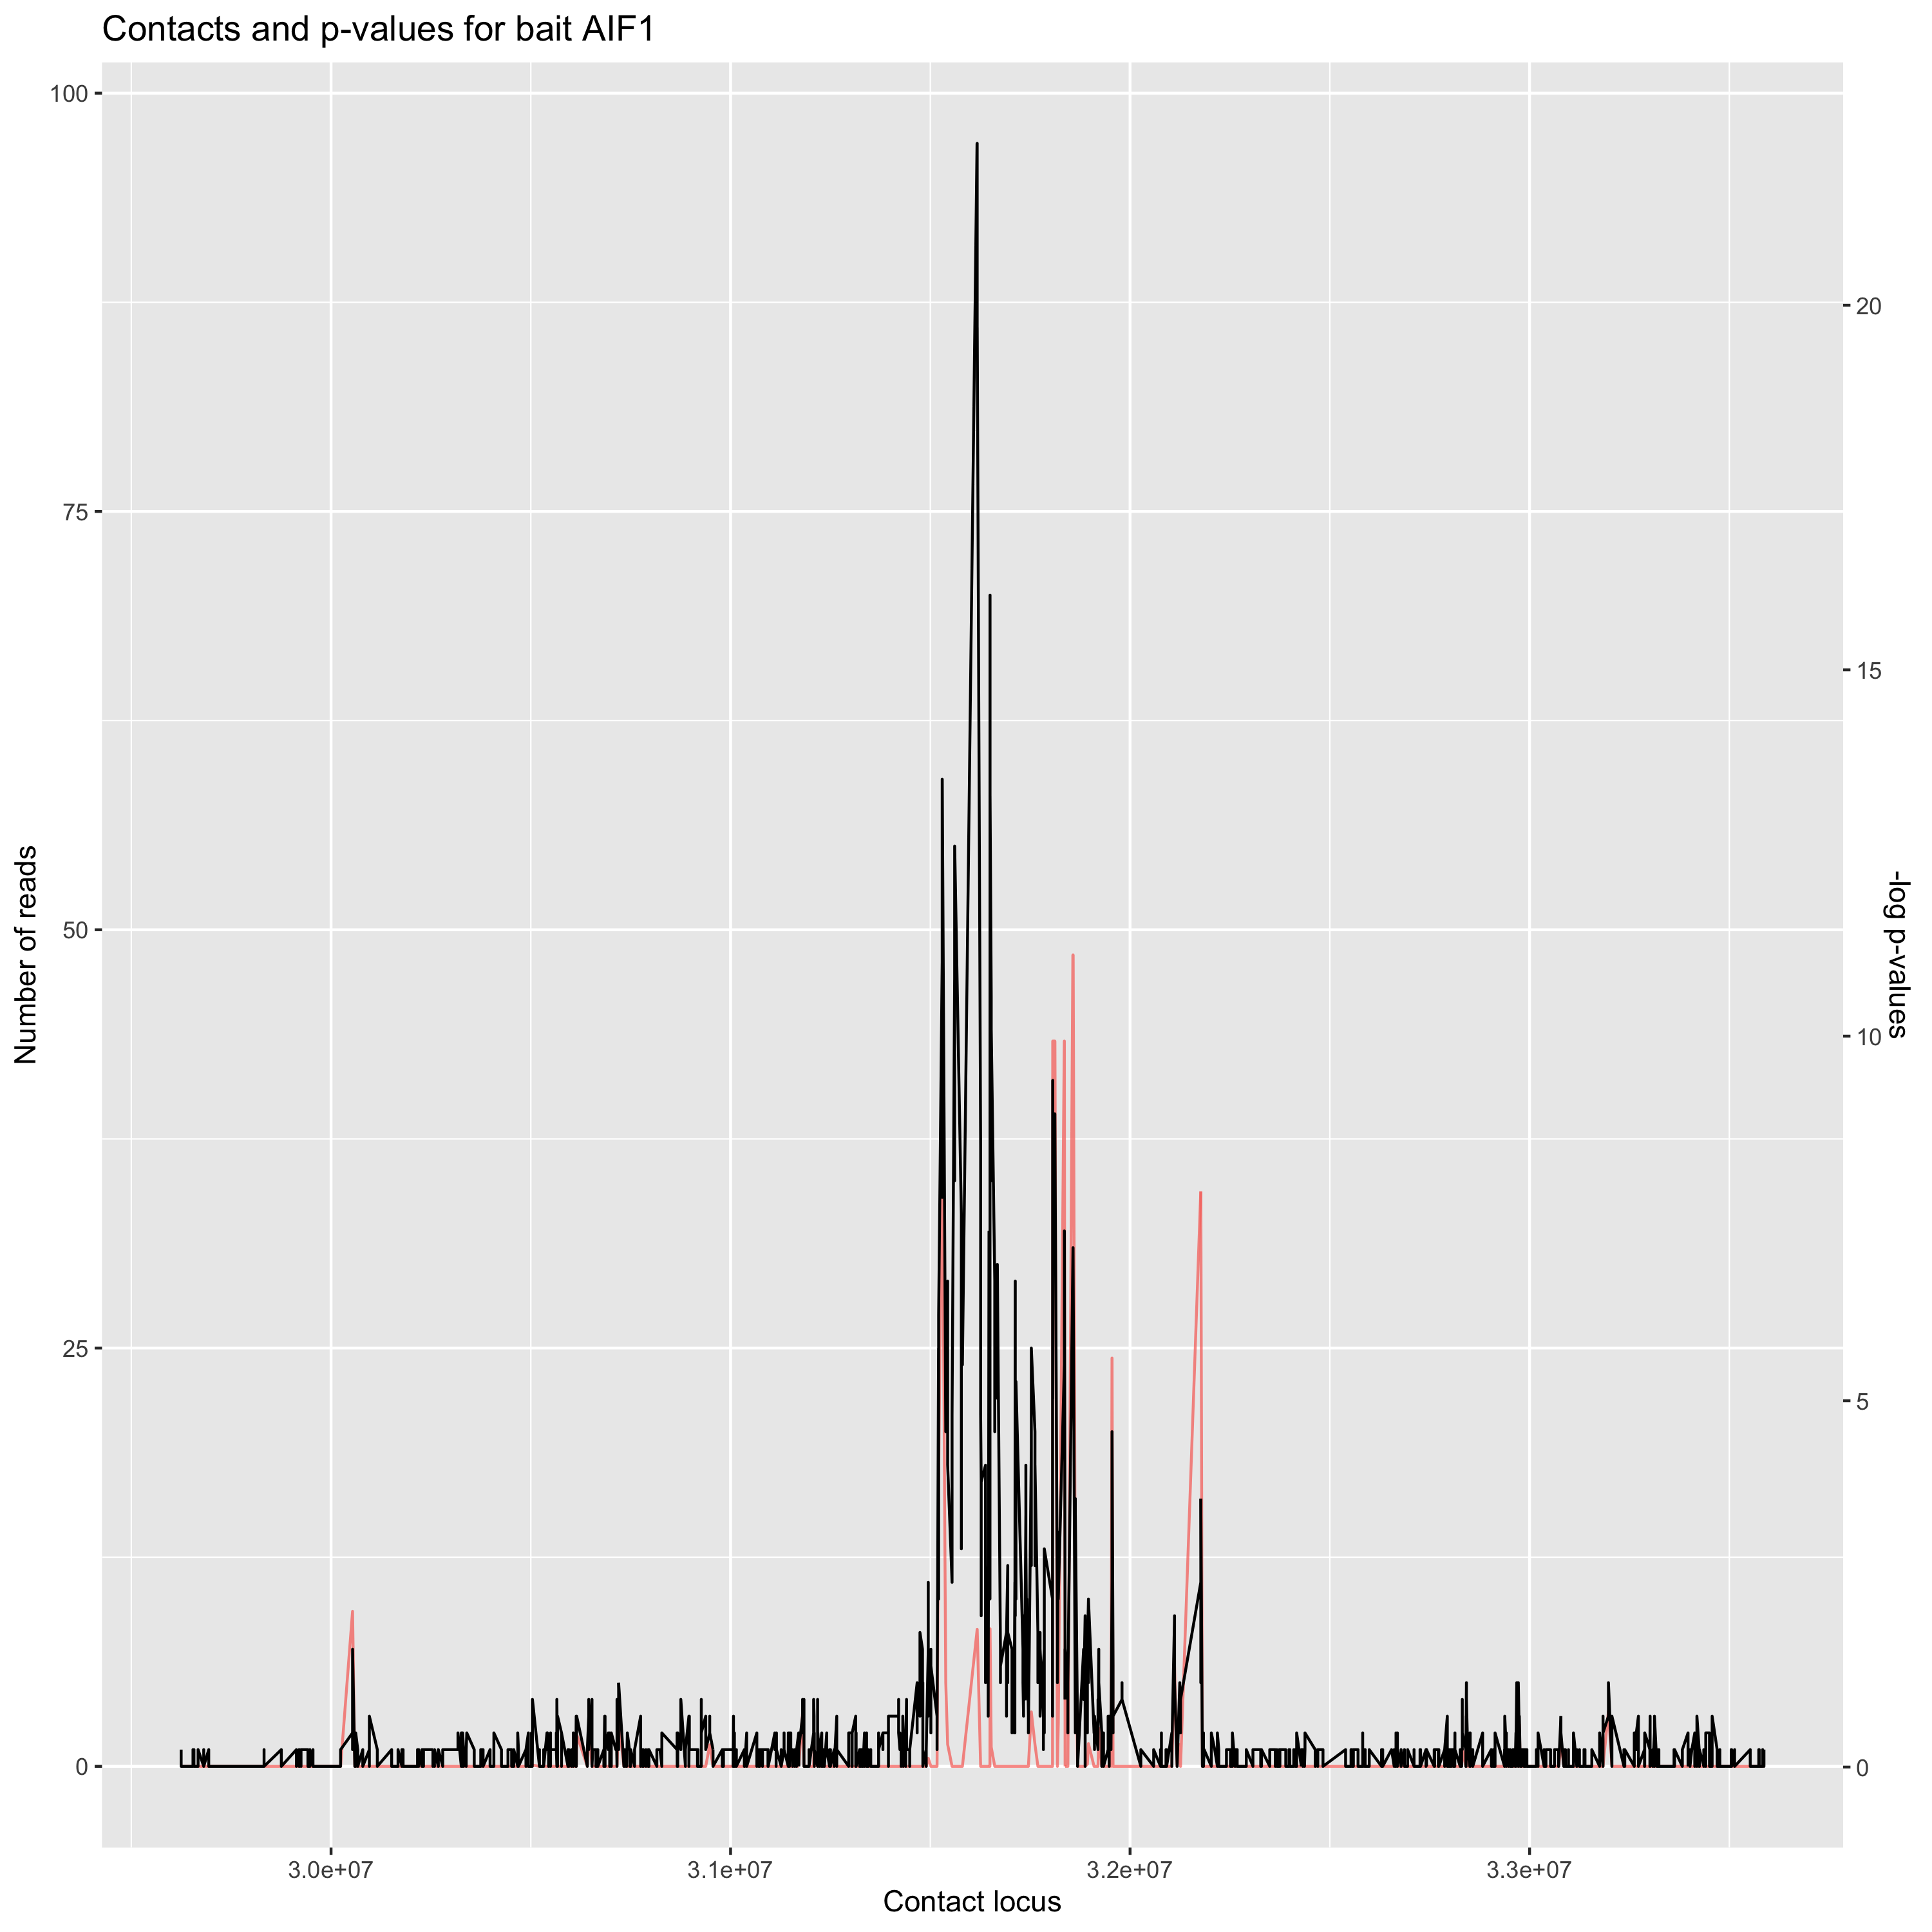 Contacts and p-values for bait AIF1
100
75
50
25
0
Number of reads
20
15
10
5
0
-log p-values
3.0e+07 3.1e+07 3.2e+07 3.3e+07
Contact locus